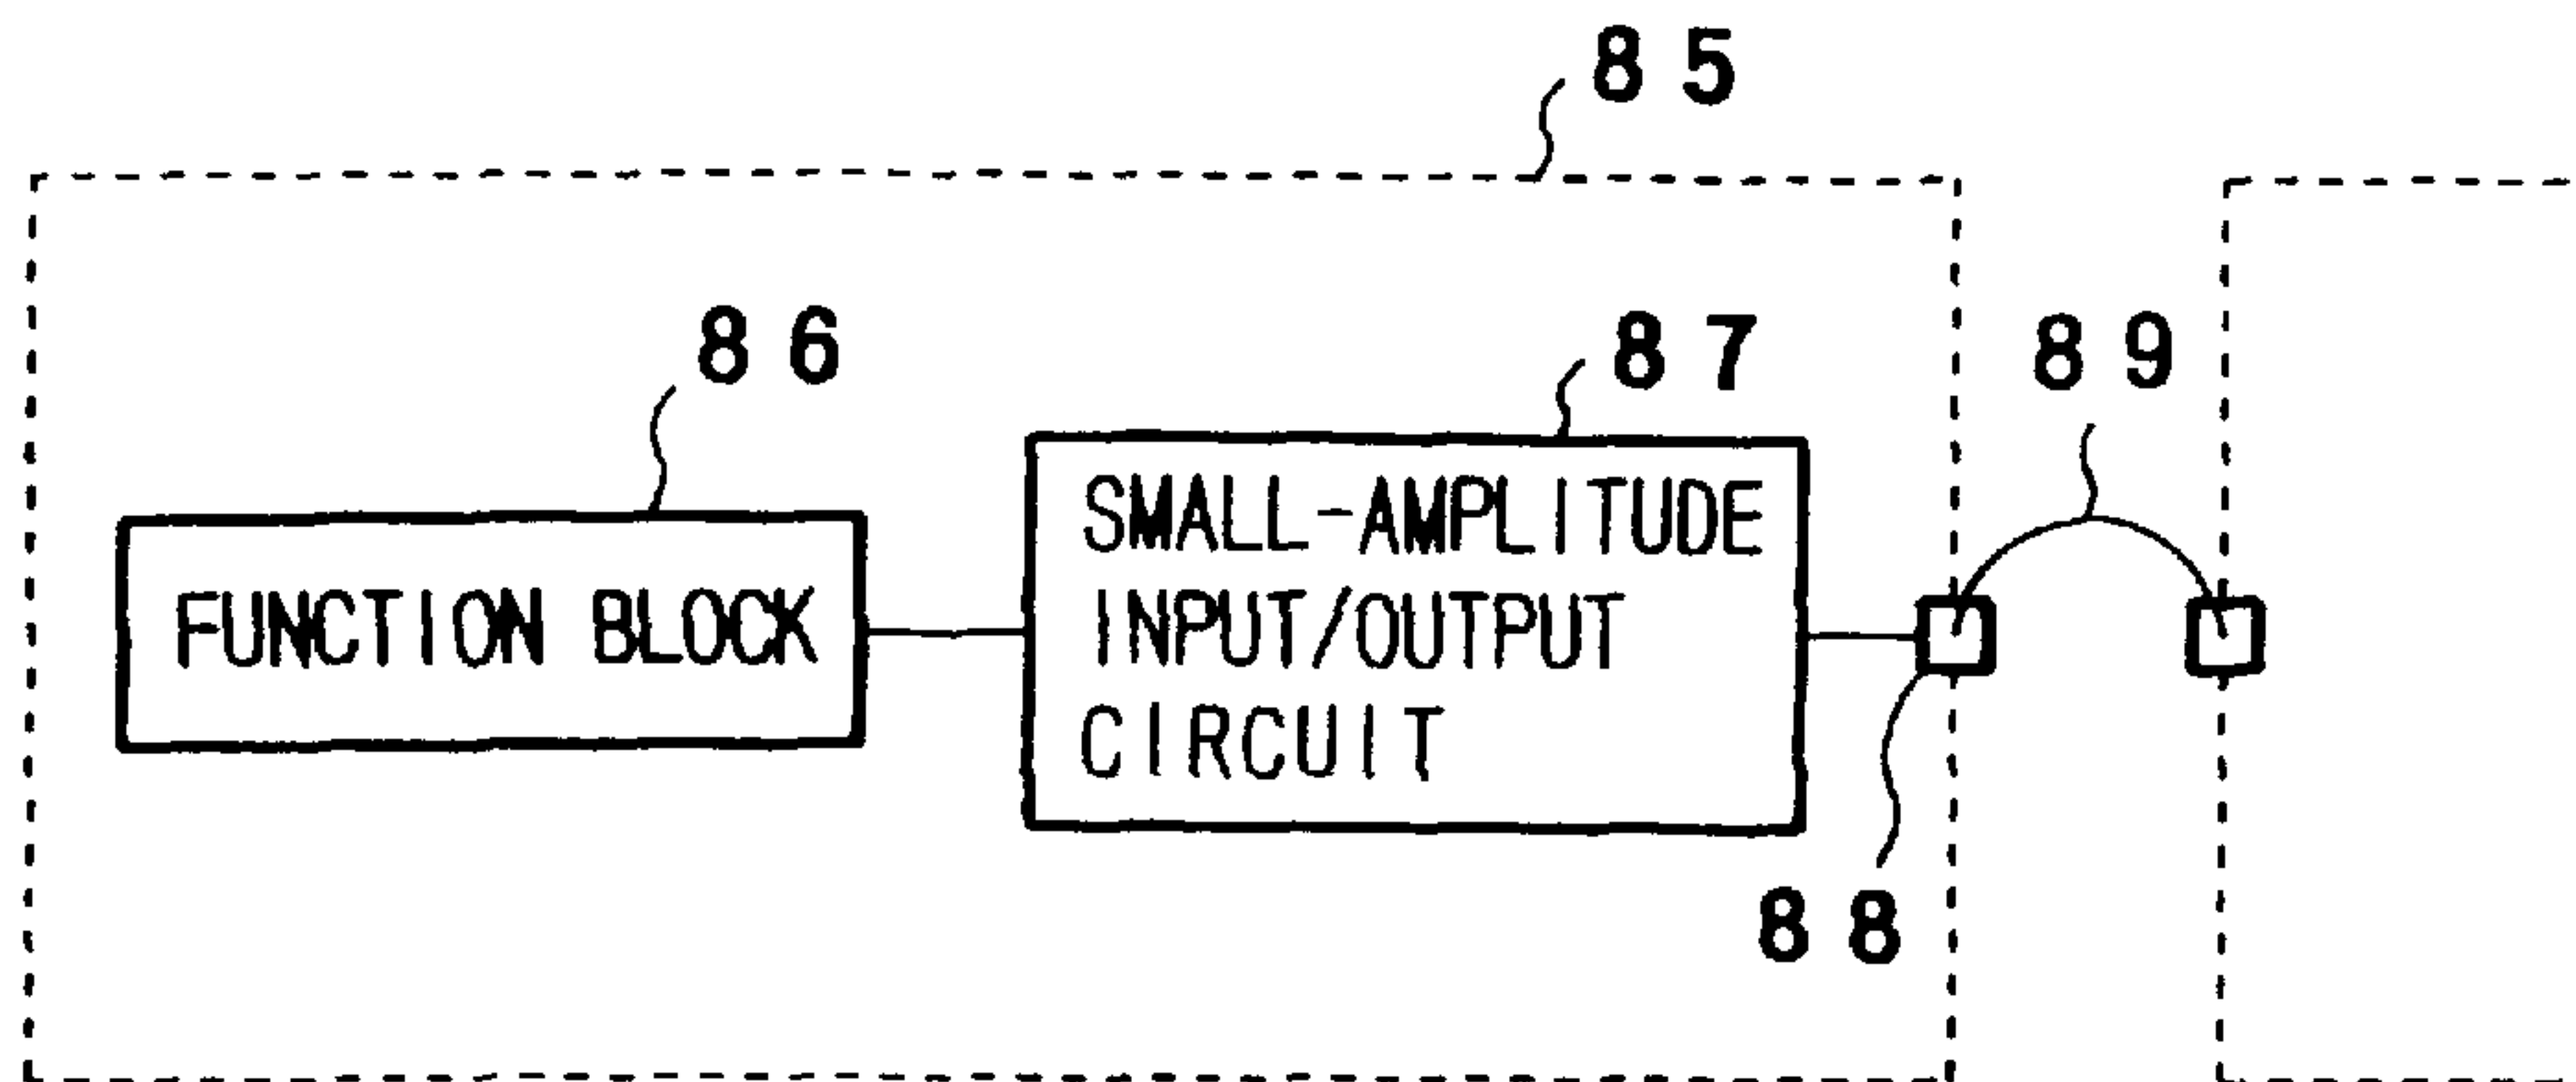 85
86
87
89
FUNCTION BLOCK
SMALL-AMPLITUDE
INPUT/OUTPUT
CIRCUIT
88